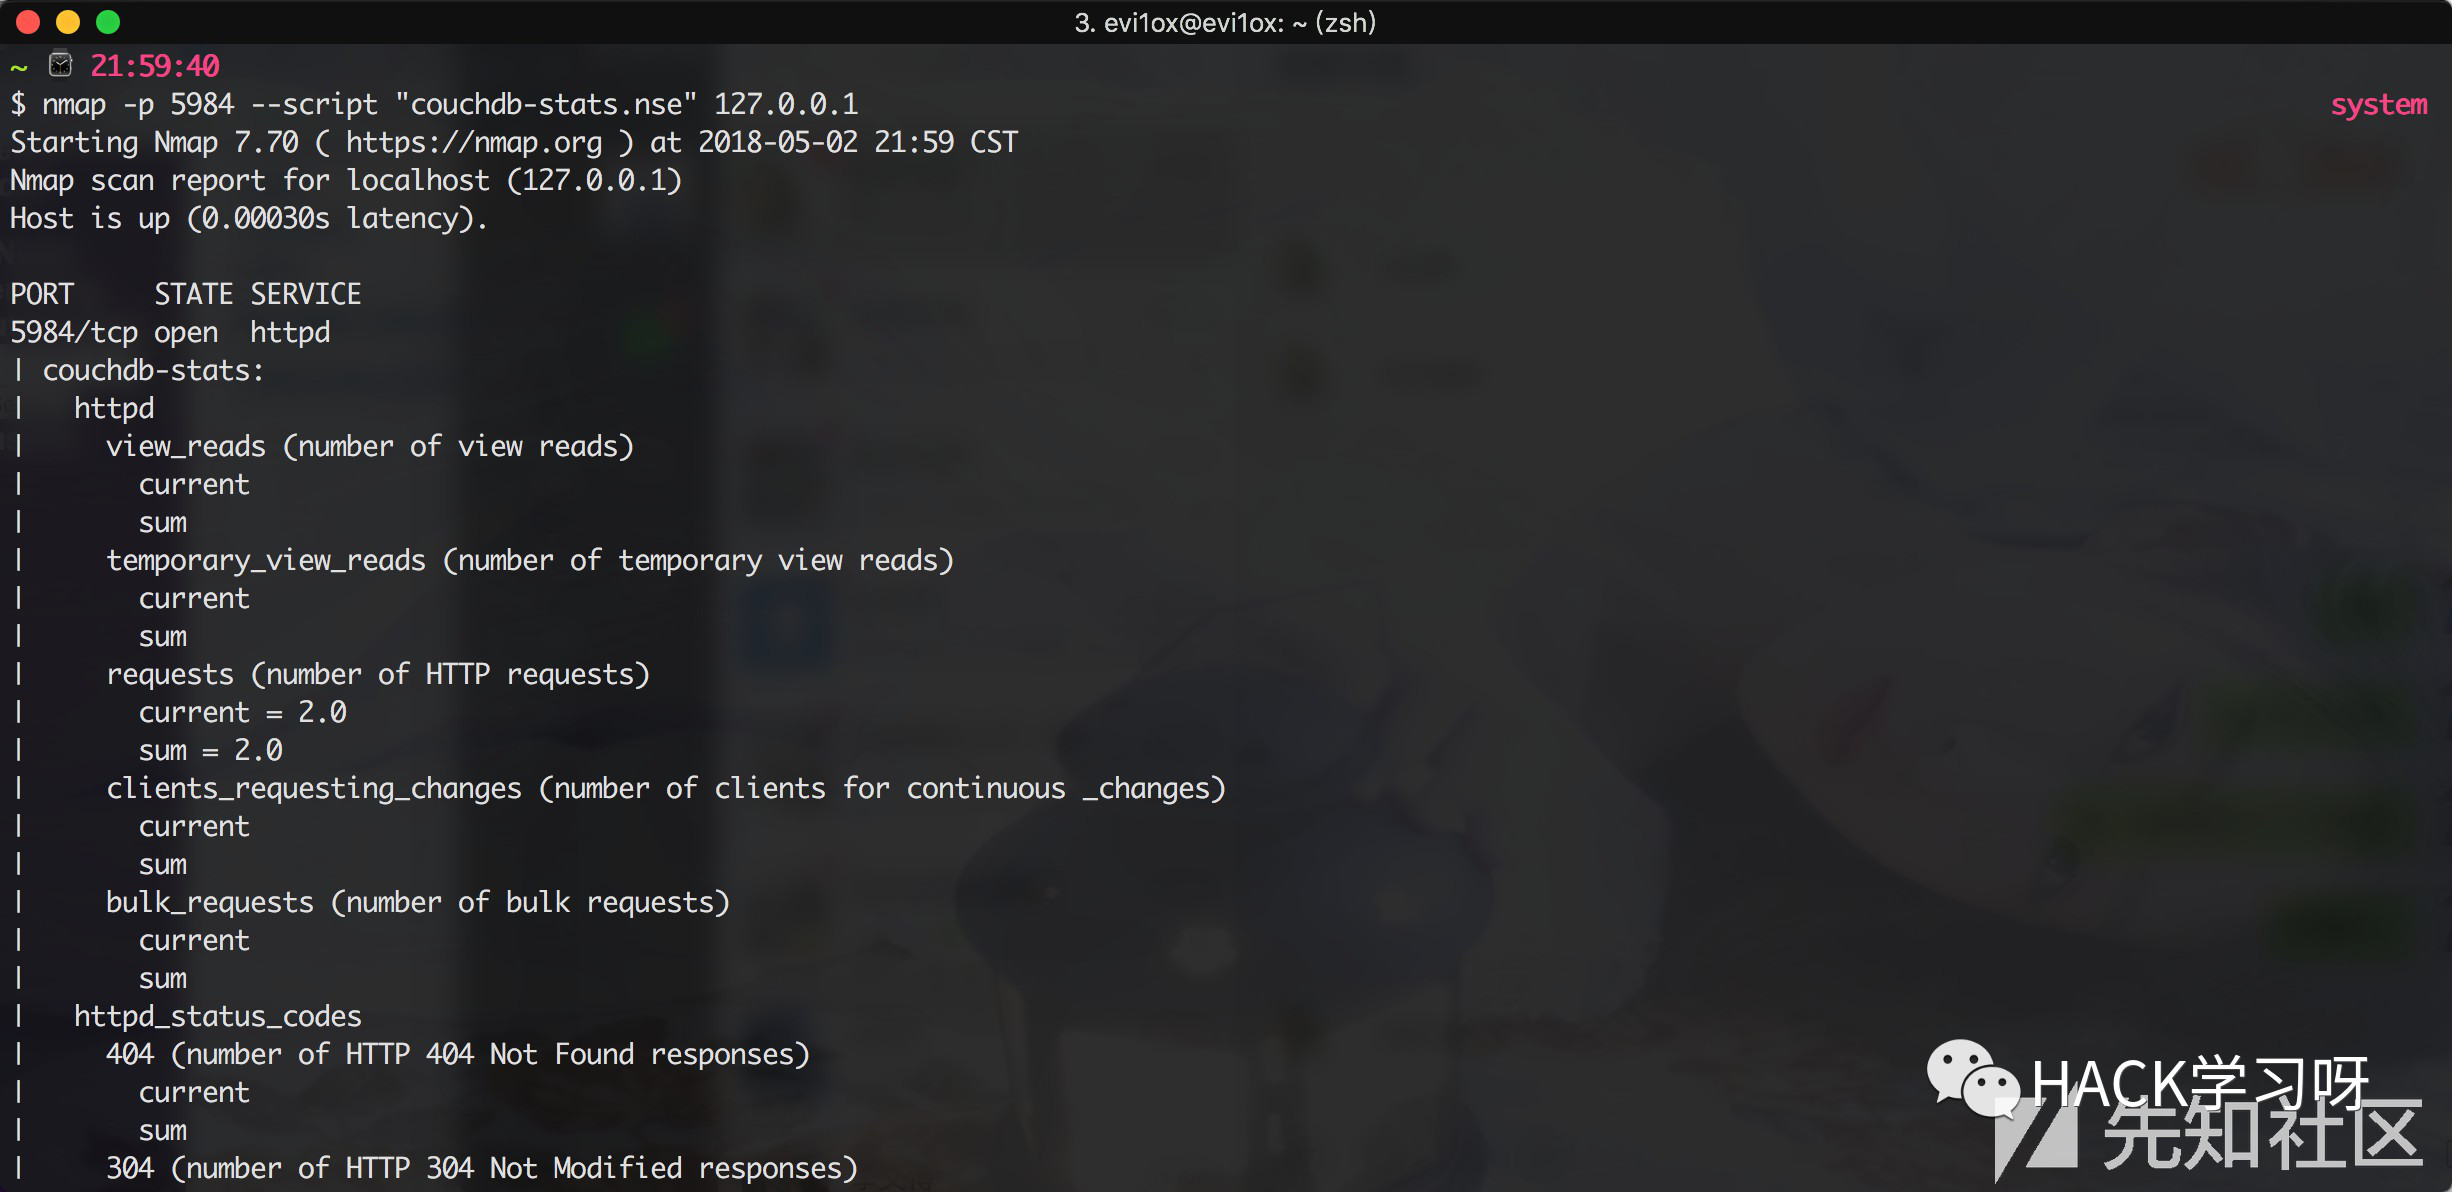 3. evi1ox@evi1ox: ~ (zsh)
~ ⌚ 21:59:40
$ nmap -p 5984 --script "couchdb-stats.nse" 127.0.0.1 system
Starting Nmap 7.70 ( https://nmap.org ) at 2018-05-02 21:59 CST
Nmap scan report for localhost (127.0.0.1)
Host is up (0.00030s latency).
PORT     STATE SERVICE
5984/tcp open  httpd
| couchdb-stats:
|   httpd
|     view_reads (number of view reads)
|       current
|       sum
|     temporary_view_reads (number of temporary view reads)
|       current
|       sum
|     requests (number of HTTP requests)
|       current = 2.0
|       sum = 2.0
|     clients_requesting_changes (number of clients for continuous _changes)
|       current
|       sum
|     bulk_requests (number of bulk requests)
|       current
|       sum
|   httpd_status_codes
|     404 (number of HTTP 404 Not Found responses)
|       current
|       sum
|     304 (number of HTTP 304 Not Modified responses)
HACK学习呀
先知社区